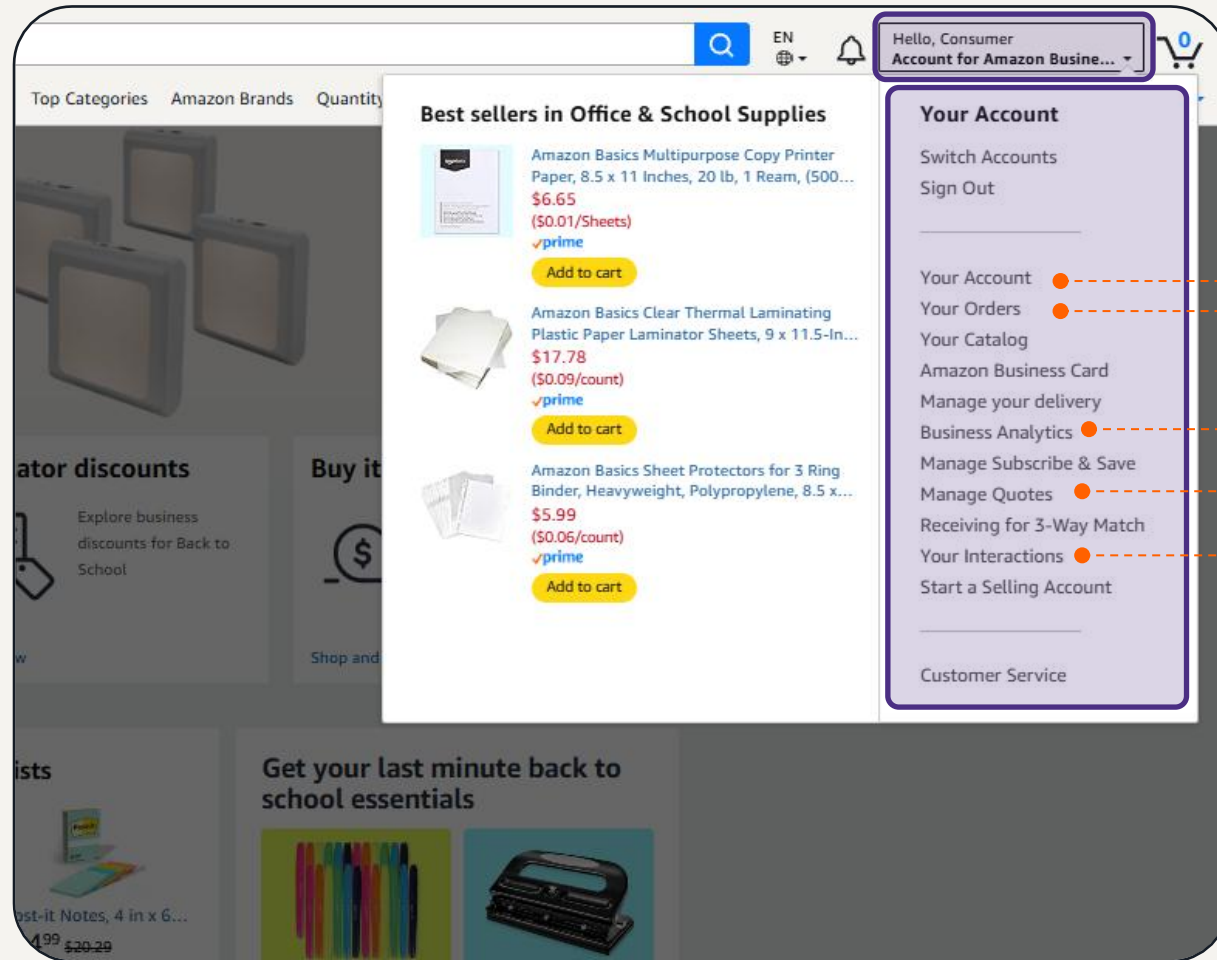 EN
Hello, Consumer
Account for Amazon Busine...
0
Top Categories Amazon Brands Quantity
Best sellers in Office & School Supplies
Amazon Basics Multipurpose Copy Printer
Paper, 8.5 x 11 Inches, 20 lb, 1 Ream, (500...
$6.65
($0.01/Sheets)
prime
Add to cart
Amazon Basics Clear Thermal Laminating
Plastic Paper Laminator Sheets, 9 x 11.5-In...
$17.78
($0.09/count)
prime
Add to cart
Amazon Basics Sheet Protectors for 3 Ring
Binder, Heavyweight, Polypropylene, 8.5 x...
$5.99
($0.06/count)
prime
Add to cart
Your Account
Switch Accounts
Sign Out
Your Account
Your Orders
Your Catalog
Amazon Business Card
Manage your delivery
Business Analytics
Manage Subscribe & Save
Manage Quotes
Receiving for 3-Way Match
Your Interactions
Start a Selling Account
Customer Service
ator discounts
Explore business
discounts for Back to
School
w
Buy it
$
Shop and
ists
ost-it Notes, 4 in x 6...
499 $20.29
Get your last minute back to
school essentials